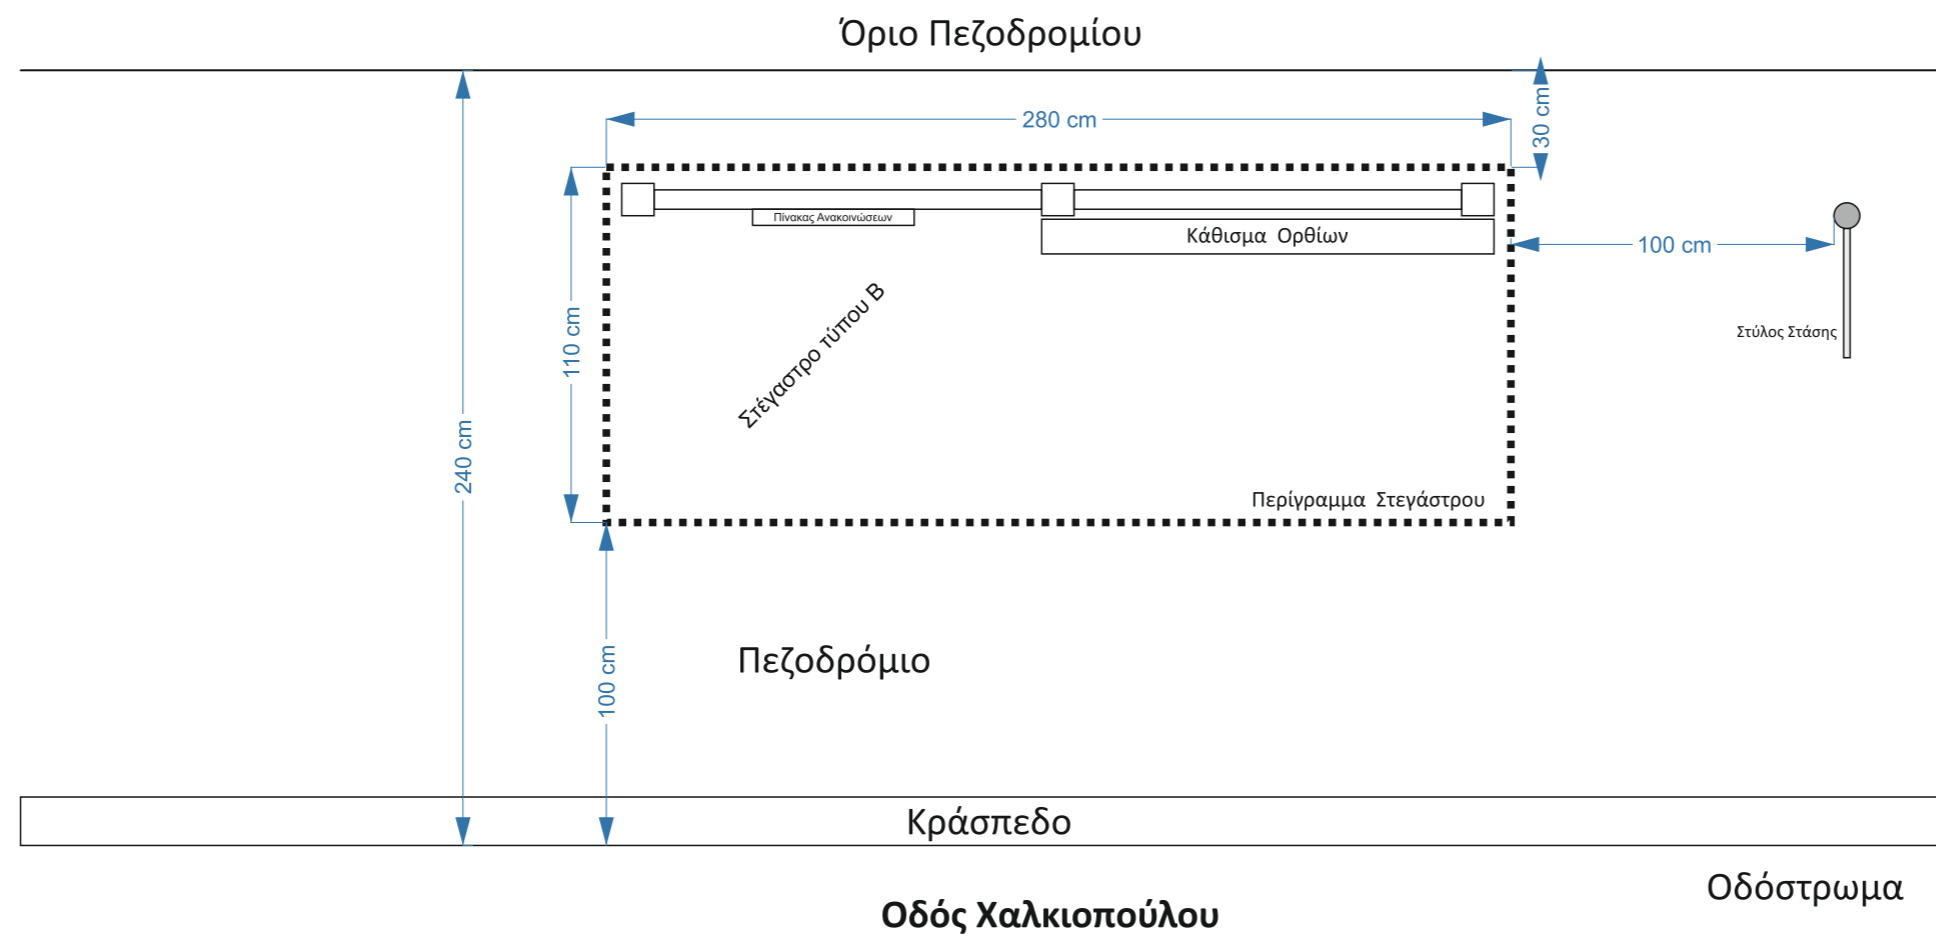 Όριο Πεζοδρομίου
280 cm
30 cm
Πίνακας Ανακοινώσεων
Κάθισμα Ορθίων
100 cm
Στέγαστρο τύπου Β
110 cm
Στύλος Στάσης
240 cm
Περίγραμμα Στεγάστρου
100 cm
Πεζοδρόμιο
Κράσπεδο
Οδόστρωμα
Οδός Χαλκιοπούλου